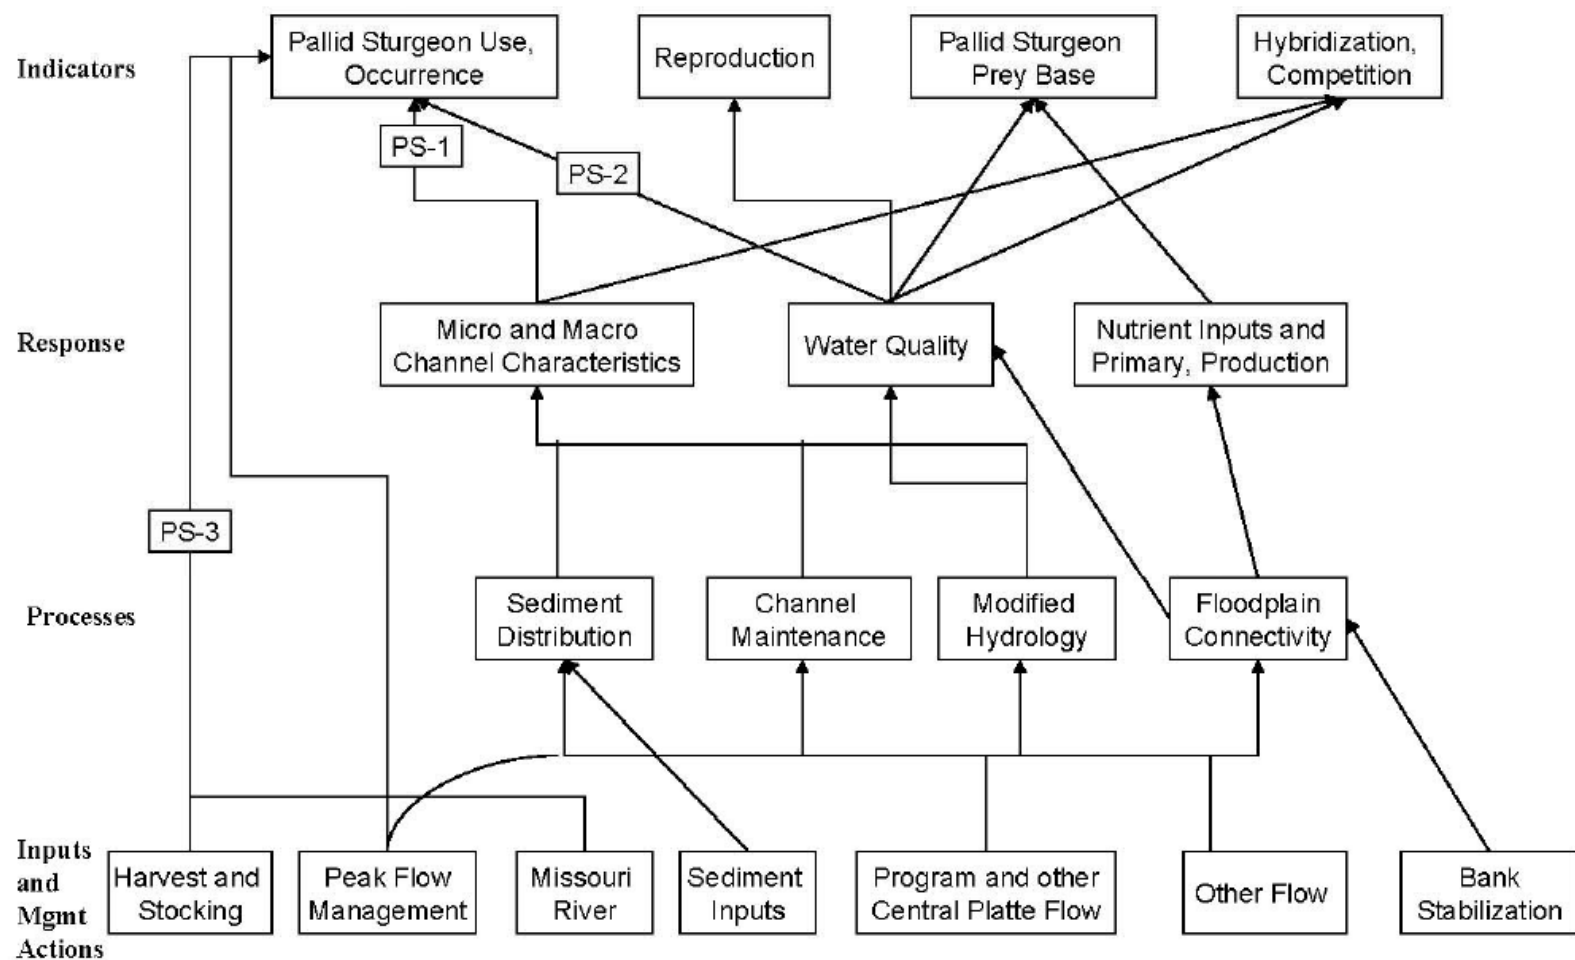 Indicators
Pallid Sturgeon Use,
Occurrence
Reproduction
Pallid Sturgeon
Prey Base
Hybridization,
Competition
PS-1
PS-2
Response
Micro and Macro
Channel Characteristics
Water Quality
Nutrient Inputs and
Primary, Production
PS-3
Processes
Sediment
Distribution
Channel
Maintenance
Modified
Hydrology
Floodplain
Connectivity
Inputs
and
Mgmt
Actions
Harvest and
Stocking
Peak Flow
Management
Missouri
River
Sediment
Inputs
Program and other
Central Platte Flow
Other Flow
Bank
Stabilization